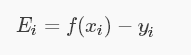 E_i = f(x_i) − y_i